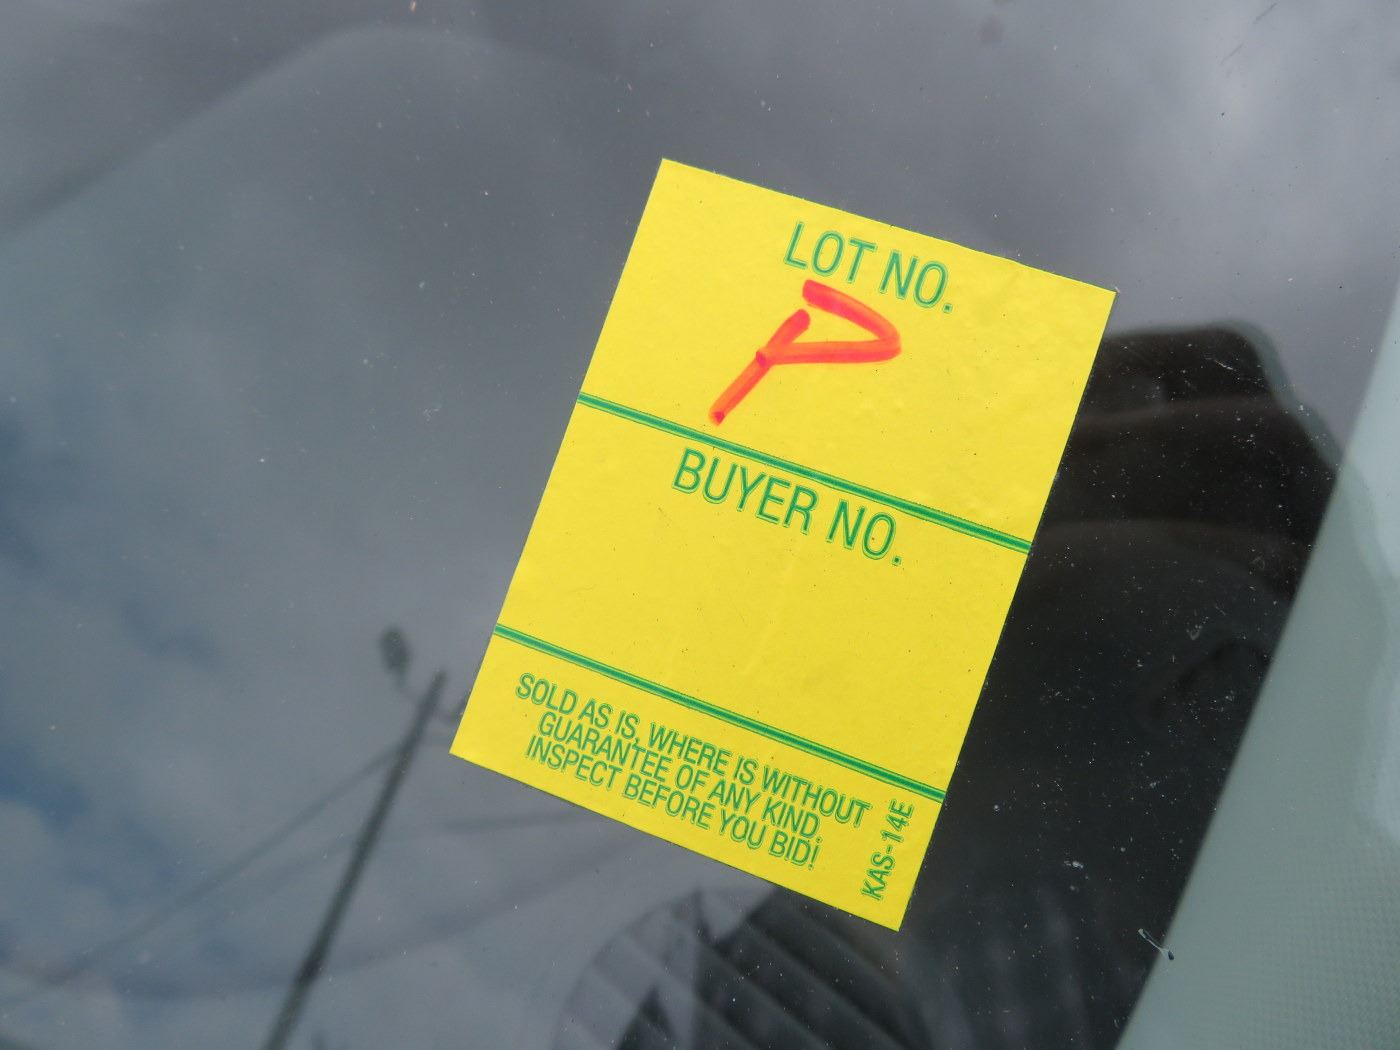 LOT NO.
P
BUYER NO.
SOLD AS IS, WHERE IS WITHOUT
GUARANTEE OF ANY KIND.
INSPECT BEFORE YOU BID!
KAS-14E